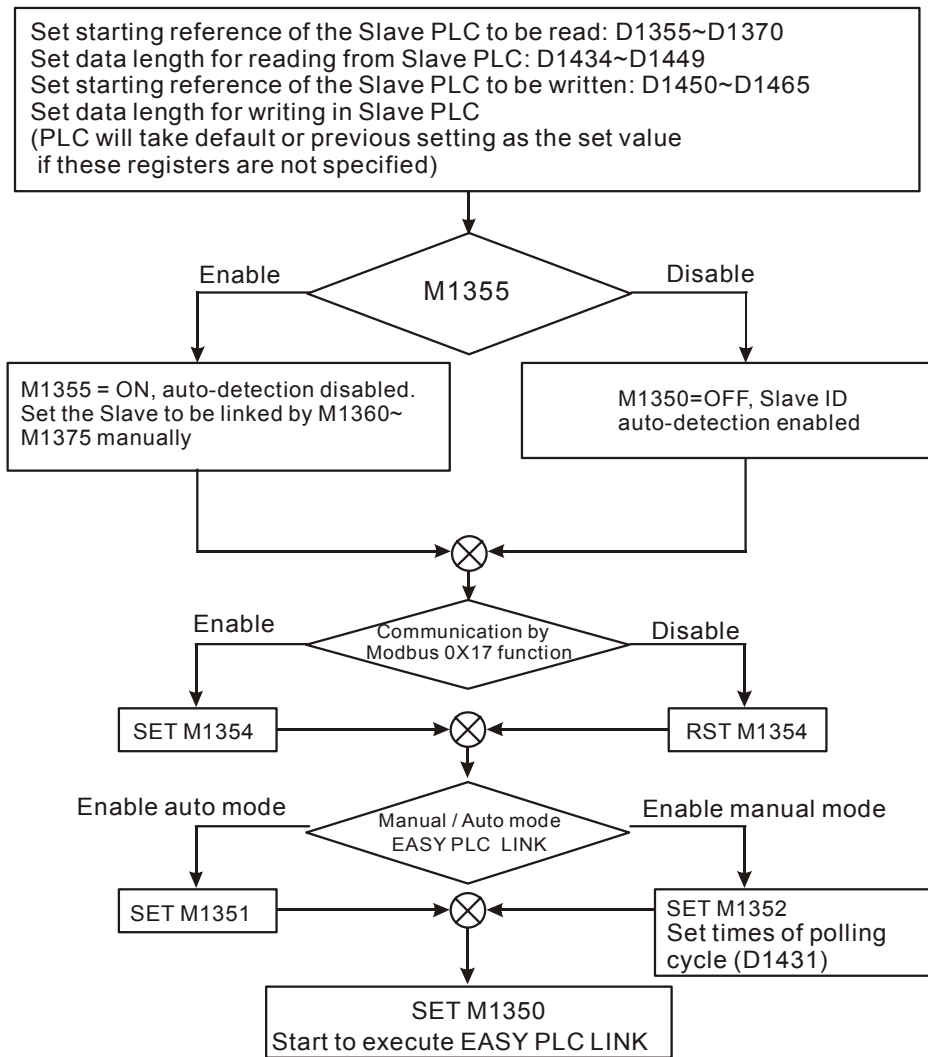 Set starting reference of the Slave PLC to be read: D1355~D1370
Set data length for reading from Slave PLC: D1434~D1449
Set starting reference of the Slave PLC to be written: D1450~D1465
Set data length for writing in Slave PLC
(PLC will take default or previous setting as the set value
if these registers are not specified)
Enable
M1355
Disable
M1355 = ON, auto-detection disabled.
Set the Slave to be linked by M1360~
M1375 manually
M1350=OFF, Slave ID
auto-detection enabled
Enable
Communication by
Modbus 0X17 function
Disable
SET M1354
RST M1354
Enable auto mode
Manual / Auto mode
EASY PLC LINK
Enable manual mode
SET M1351
SET M1352
Set times of polling
cycle (D1431)
SET M1350
Start to execute EASY PLC LINK